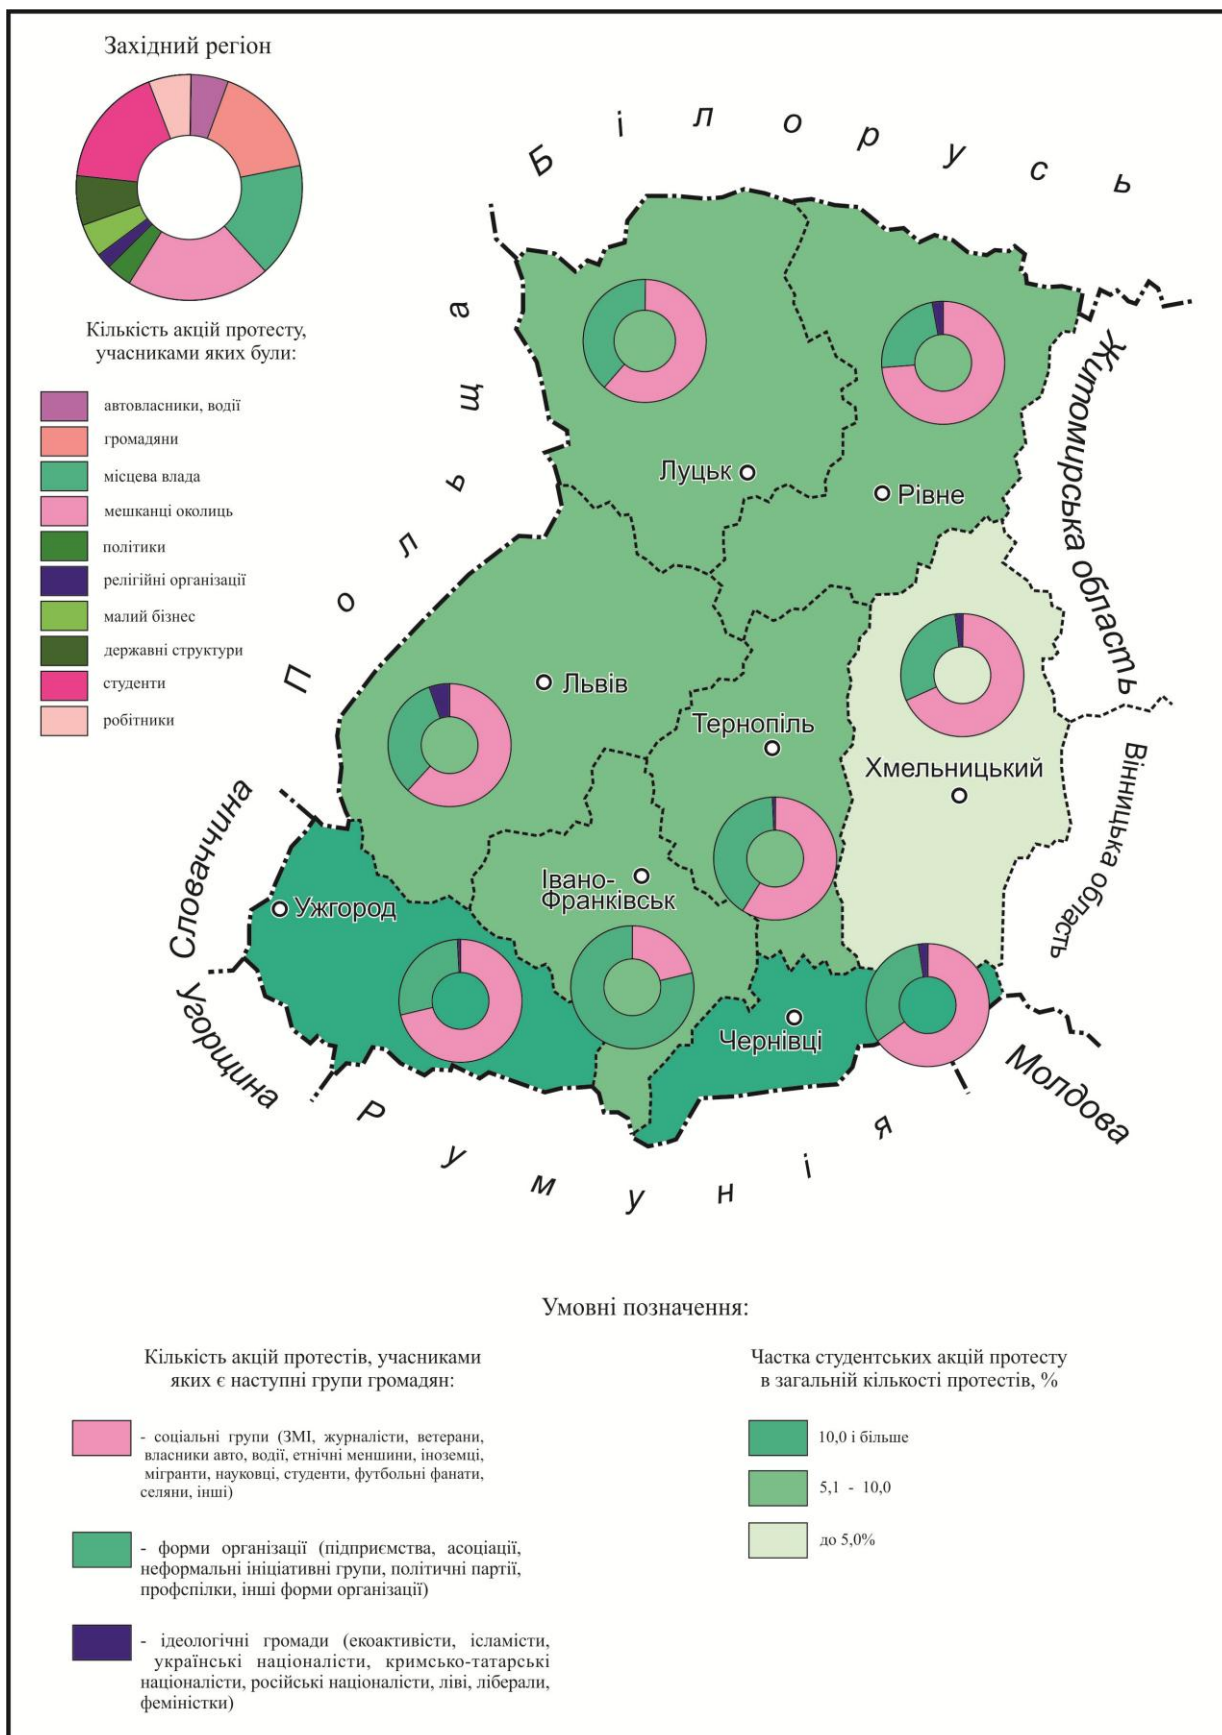 Західний регіон
Кількість акцій протесту,
учасниками яких були:
автовласники, водії
громадяни
місцева влада
мешканці околиць
політики
релігійні організації
малий бізнес
державні структури
студенти
робітники
Білорусь
Польща
Житомирська область
Луцьк
Рівне
Львів
Тернопіль
Хмельницький
Вінницька область
Словаччина
Ужгород
Івано-
Франківськ
Угорщина
Чернівці
Молдова
Румунія
Умовні позначення:
Кількість акцій протестів, учасниками
яких є наступні групи громадян:
- соціальні групи (ЗМІ, журналісти, ветерани,
власники авто, водії, етнічні меншини, іноземці,
мігранти, науковці, студенти, футбольні фанати,
селяни, інші)
- форми організації (підприємства, асоціації,
неформальні ініціативні групи, політичні партії,
профспілки, інші форми організації)
- ідеологічні громади (екоактивісти, ісламісти,
українські націоналісти, кримсько-татарські
націоналісти, російські націоналісти, ліві, ліберали,
феміністки)
Частка студентських акцій протесту
в загальній кількості протестів, %
10,0 і більше
5,1 - 10,0
до 5,0%